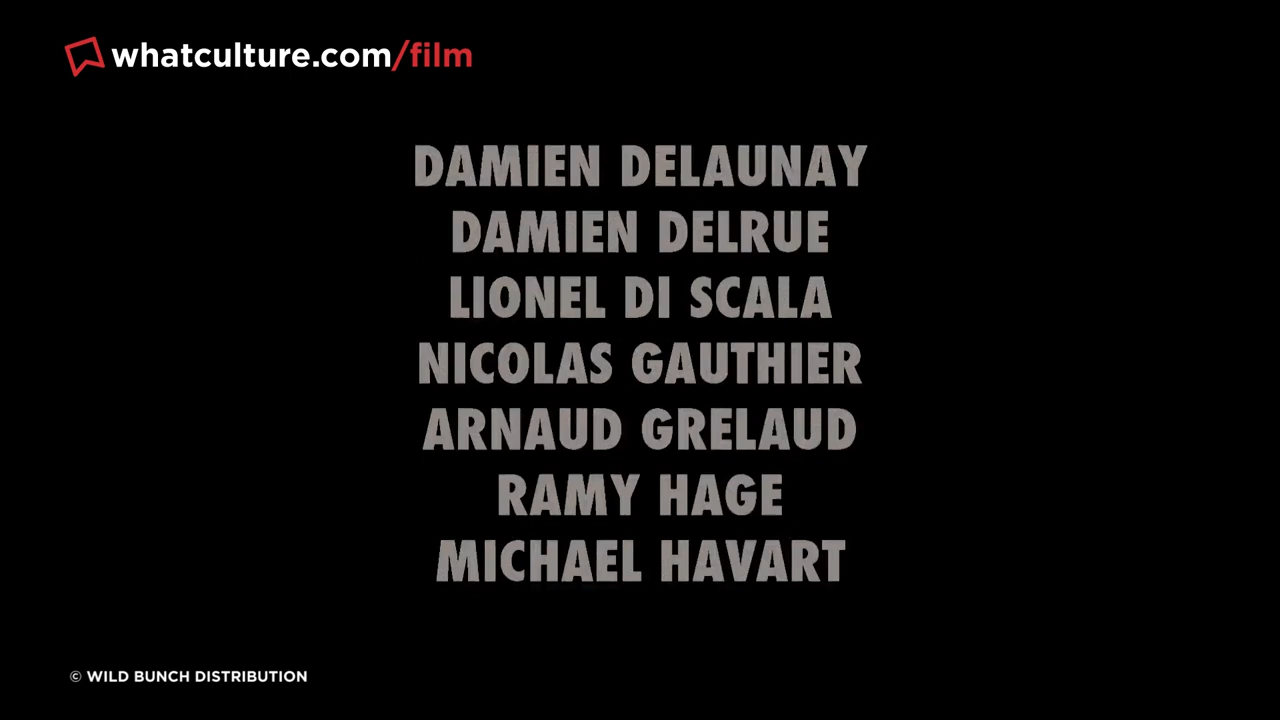 whatculture.com/film
DAMIEN DELAUNAY
DAMIEN DELRUE
LIONEL DI SCALA
NICOLAS GAUTHIER
ARNAUD GRELAUD
RAMY HAGE
MICHAEL HAVART
© WILD BUNCH DISTRIBUTION